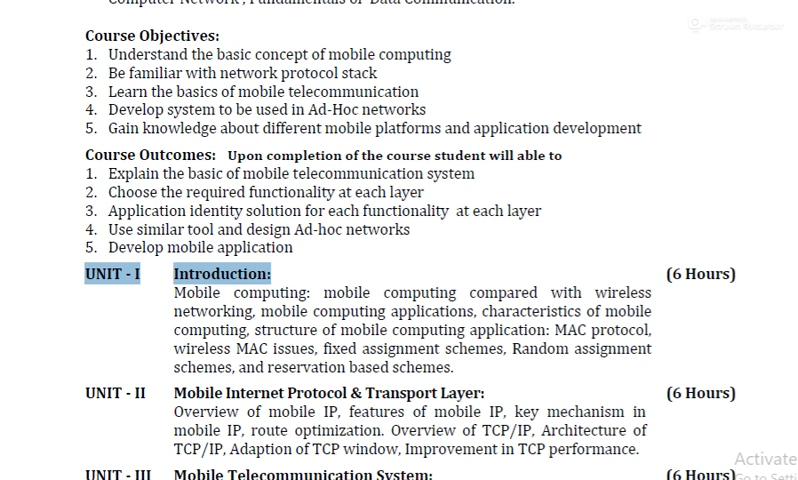 Computer Network, Fundamentals of Data Communication.
Course Objectives:
1. Understand the basic concept of mobile computing
2. Be familiar with network protocol stack
3. Learn the basics of mobile telecommunication
4. Develop system to be used in Ad-Hoc networks
5. Gain knowledge about different mobile platforms and application development
Course Outcomes: Upon completion of the course student will able to
1. Explain the basic of mobile telecommunication system
2. Choose the required functionality at each layer
3. Application identity solution for each functionality at each layer
4. Use similar tool and design Ad-hoc networks
5. Develop mobile application
UNIT - I Introduction: (6 Hours)
Mobile computing: mobile computing compared with wireless
networking, mobile computing applications, characteristics of mobile
computing, structure of mobile computing application: MAC protocol,
wireless MAC issues, fixed assignment schemes, Random assignment
schemes, and reservation based schemes.
UNIT - II Mobile Internet Protocol & Transport Layer: (6 Hours)
Overview of mobile IP, features of mobile IP, key mechanism in
mobile IP, route optimization. Overview of TCP/IP, Architecture of
TCP/IP, Adaption of TCP window, Improvement in TCP performance.
Activate
UNIT - III Mobile Telecommunication System: (6 Hours)
Go to Setti